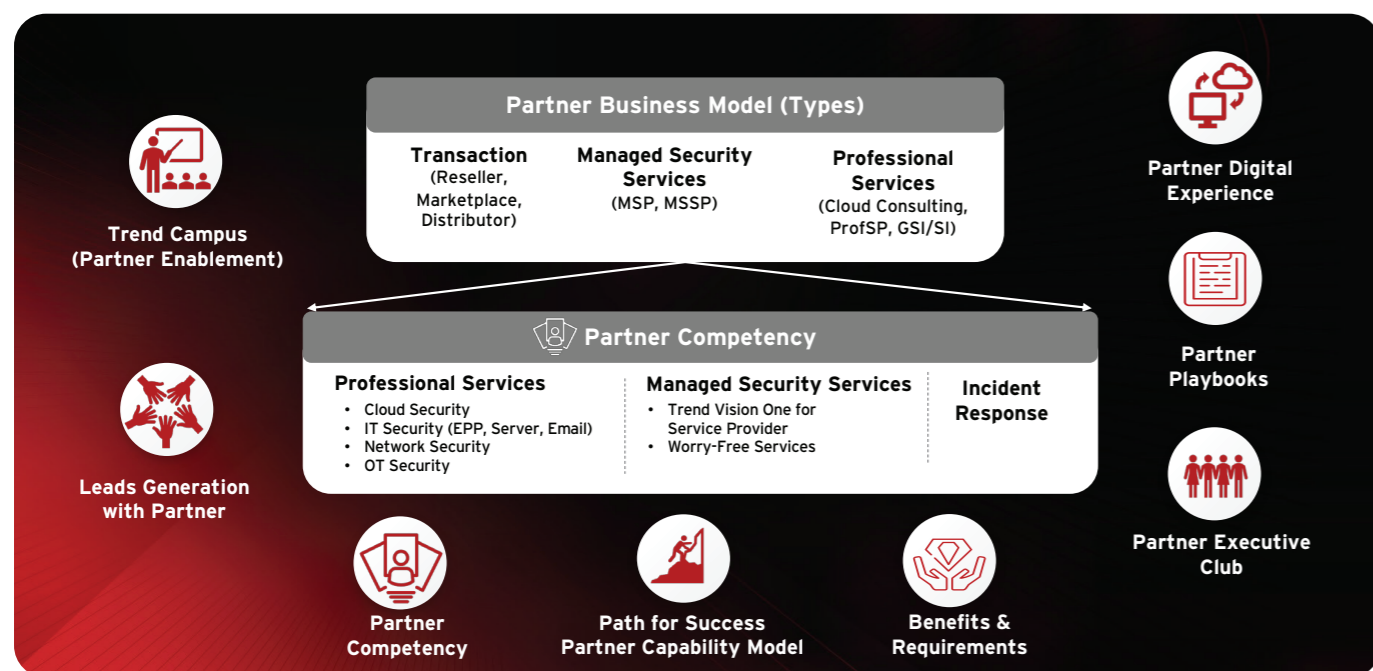 Partner Business Model (Types)
Transaction
(Reseller,
Marketplace,
Distributor)
Managed Security
Services
(MSP, MSSP)
Professional
Services
(Cloud Consulting,
ProfSP, GSI/SI)
Trend Campus
(Partner Enablement)
Partner Digital
Experience
Partner Competency
Professional Services
• Cloud Security
• IT Security (EPP, Server, Email)
• Network Security
• OT Security
Managed Security Services
• Trend Vision One for
Service Provider
• Worry-Free Services
Incident
Response
Partner
Playbooks
Leads Generation
with Partner
Partner Executive
Club
Partner
Competency
Path for Success
Partner Capability Model
Benefits &
Requirements